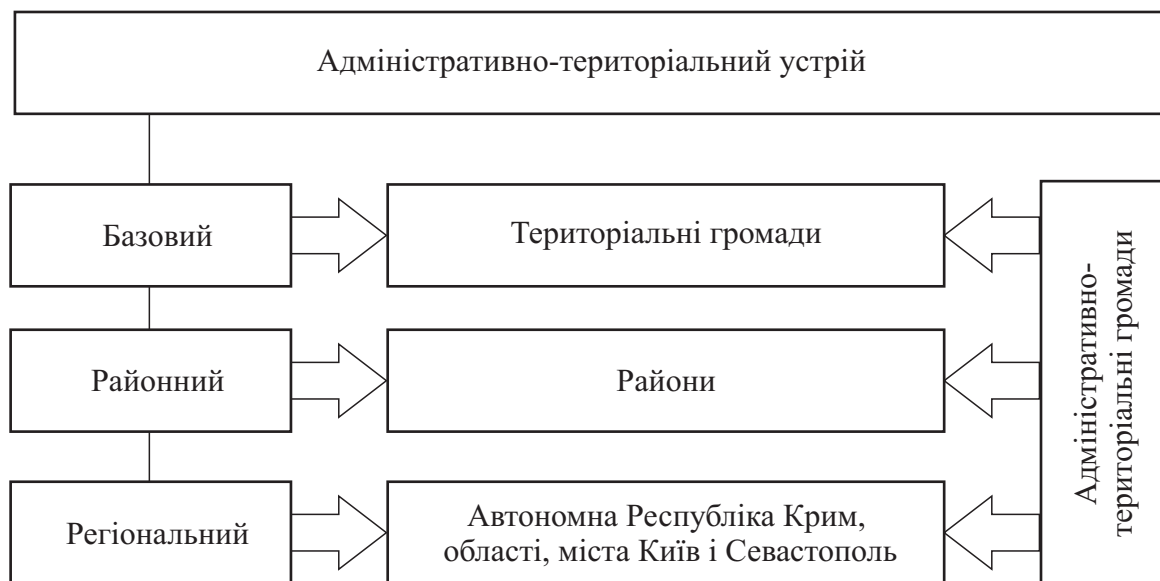 Адміністративно-територіальний устрій
Базовий
Територіальні громади
Районний
Райони
Регіональний
Автономна Республіка Крим,
області, міста Київ і Севастополь
Адміністративно-
територіальні громади